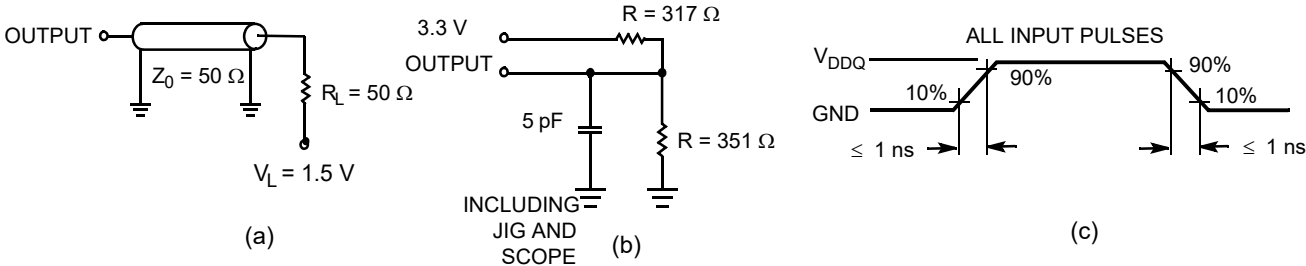 OUTPUT
Z0 = 50 Ω
RL = 50 Ω
VL = 1.5 V
(a)
R = 317 Ω
3.3 V
OUTPUT
5 pF
R = 351 Ω
INCLUDING
JIG AND
SCOPE
(b)
ALL INPUT PULSES
VDDQ
90%
90%
10%
10%
GND
≤ 1 ns
≤ 1 ns
(c)